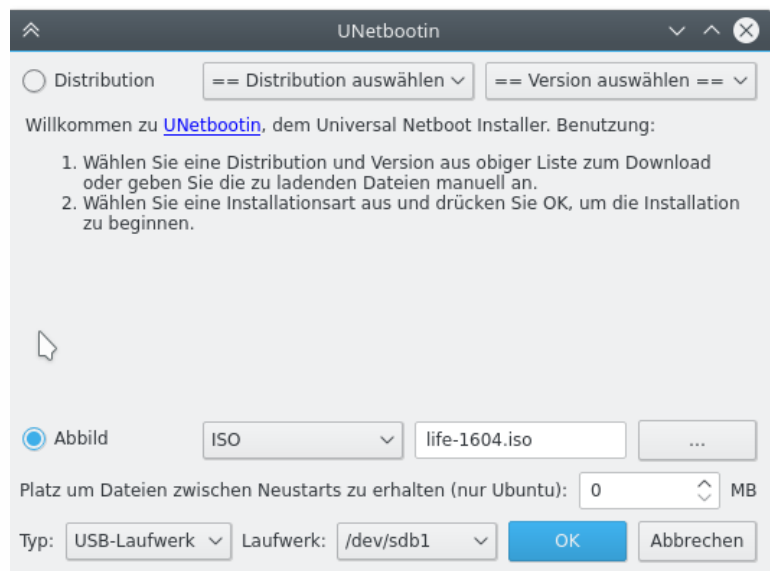 UNetbootin
Distribution == Distribution auswählen == Version auswählen ==
Willkommen zu UNetbootin, dem Universal Netboot Installer. Benutzung:
1. Wählen Sie eine Distribution und Version aus obiger Liste zum Download
oder geben Sie die zu ladenden Dateien manuell an.
2. Wählen Sie eine Installationsart aus und drücken Sie OK, um die Installation
zu beginnen.
Abbild ISO life-1604.iso ...
Platz um Dateien zwischen Neustarts zu erhalten (nur Ubuntu): 0 MB
Typ: USB-Laufwerk Laufwerk: /dev/sdb1 OK Abbrechen